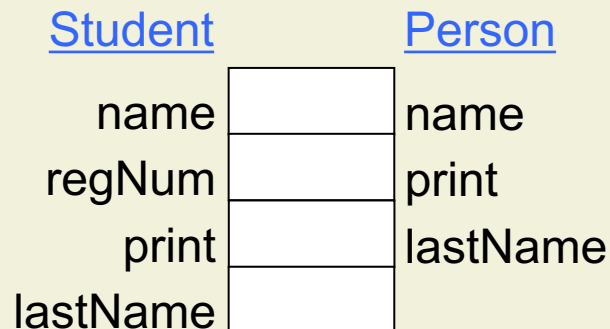 Student Person
name name
regNum print
print lastName
lastName